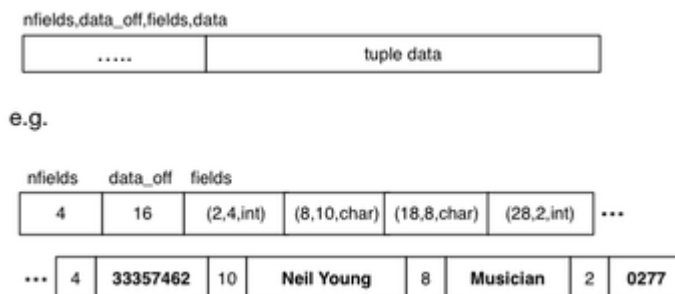 nfields,data_off,fields,data
..... tuple data
e.g.
nfields data_off fields
4 16 (2,4,int) (8,10,char) (18,8,char) (28,2,int) •••
••• 4 33357462 10 Neil Young 8 Musician 2 0277